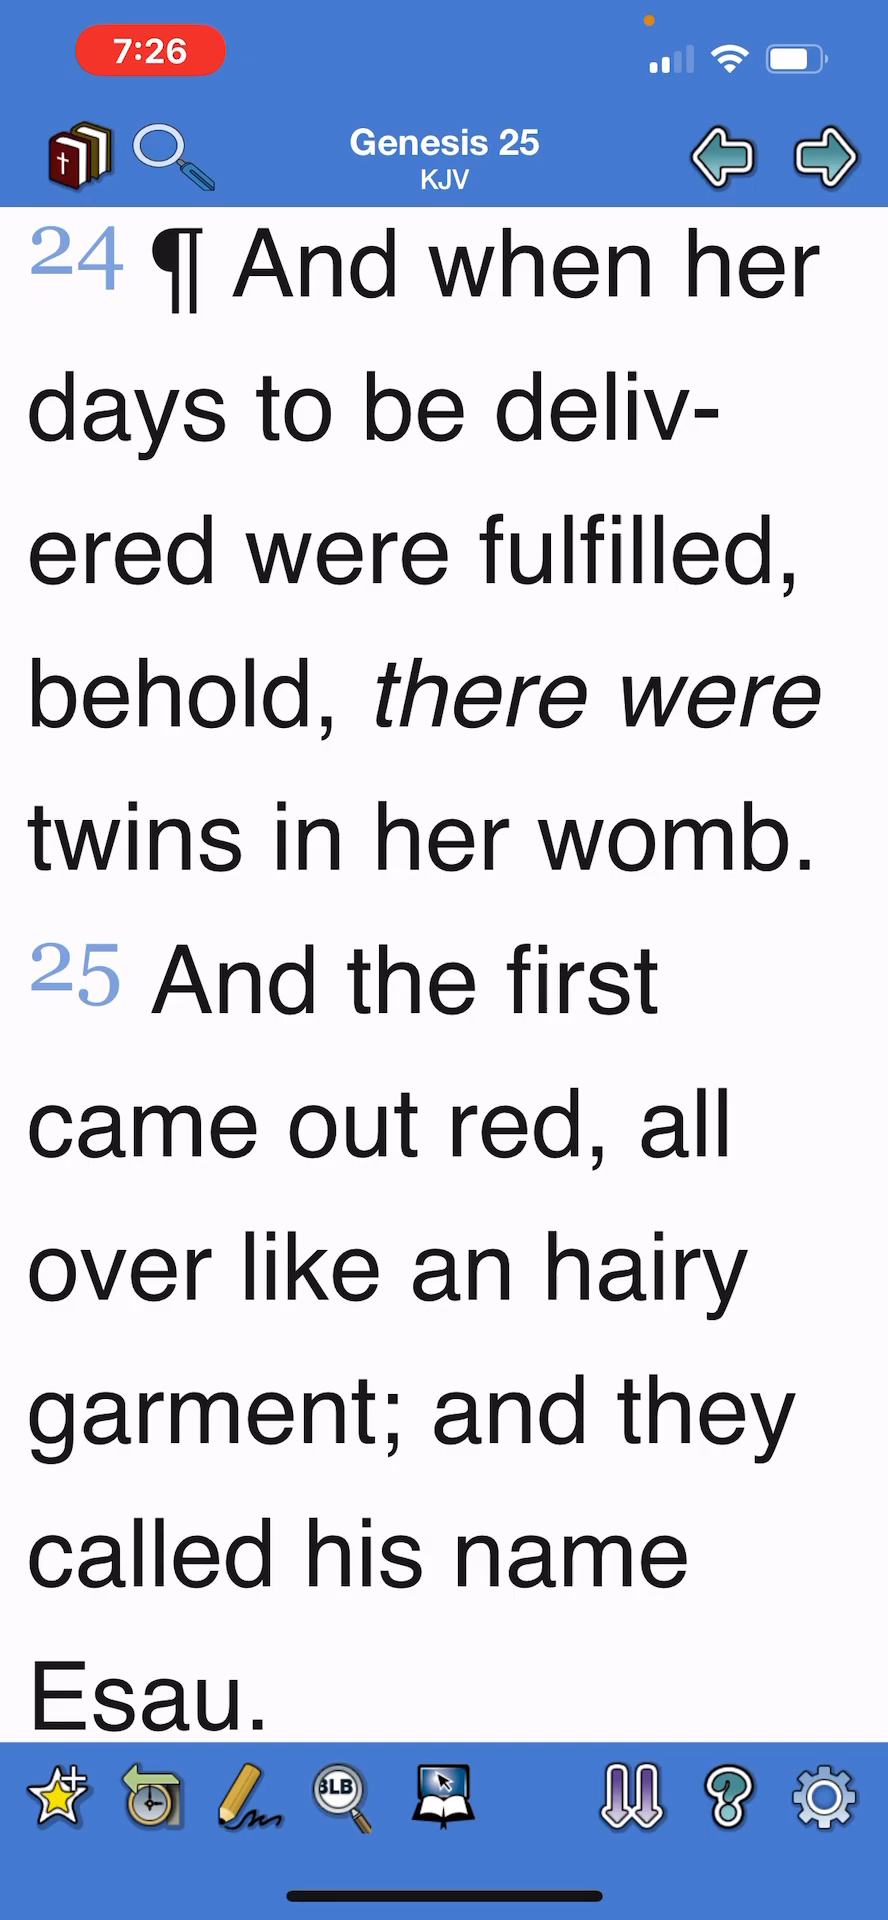 7:26
Genesis 25
KJV
24 ¶ And when her
days to be deliv-
ered were fulfilled,
behold, there were
twins in her womb.
25 And the first
came out red, all
over like an hairy
garment; and they
called his name
Esau.
BLB